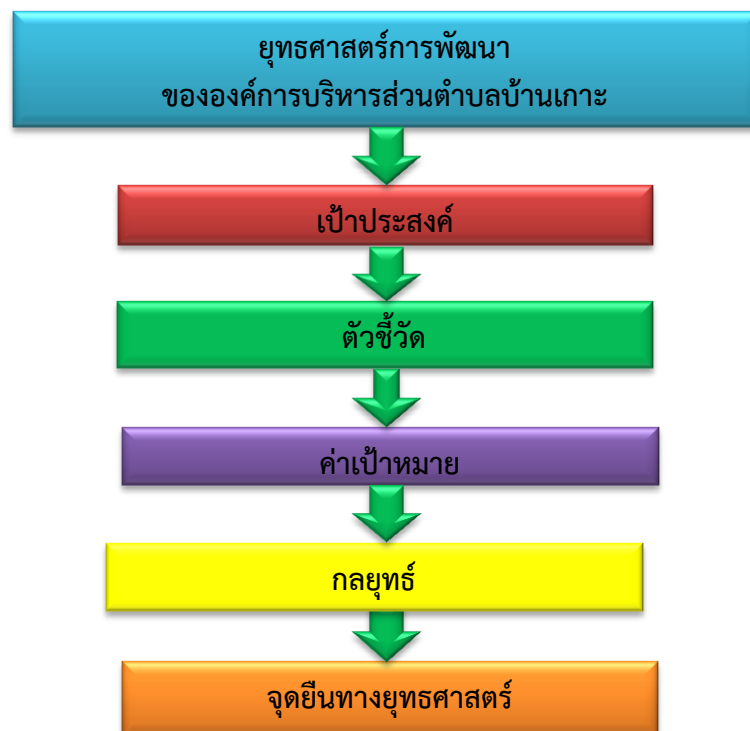 ยุทธศาสตร์การพัฒนา
ขององค์การบริหารส่วนตำบลบ้านเกาะ
เป้าประสงค์
ตัวชี้วัด
ค่าเป้าหมาย
กลยุทธ์
จุดยืนทางยุทธศาสตร์